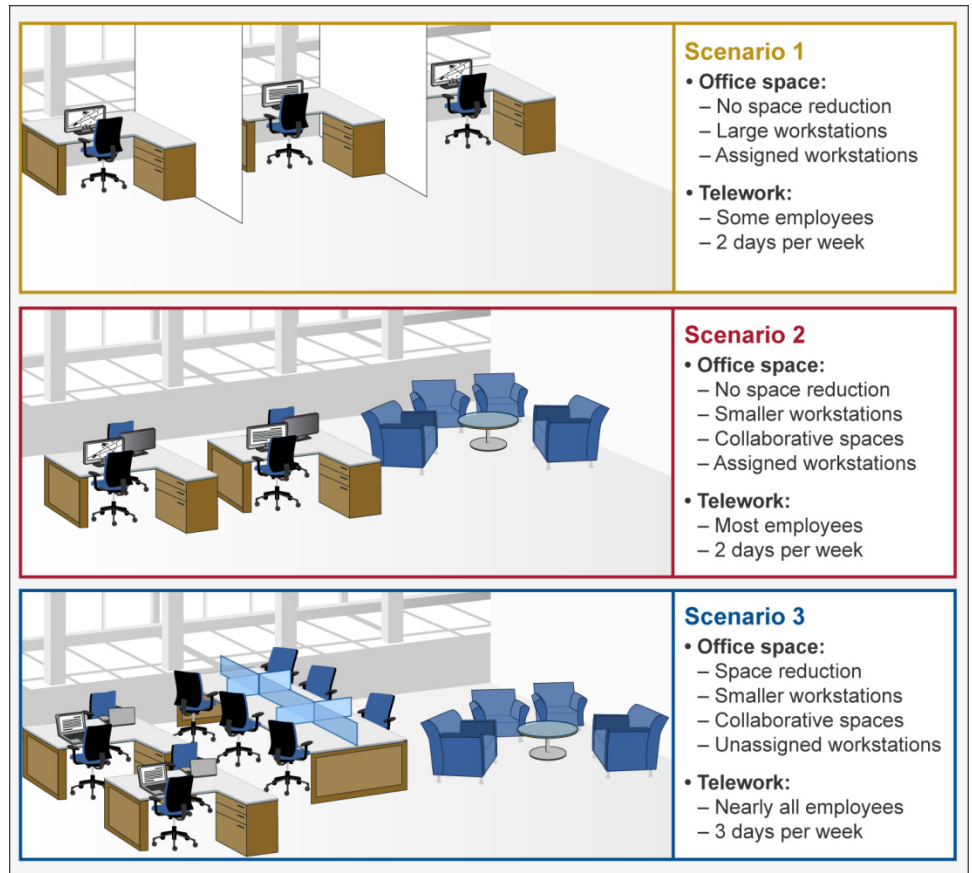 Scenario 1
• Office space:
– No space reduction
– Large workstations
– Assigned workstations
• Telework:
– Some employees
– 2 days per week
Scenario 2
• Office space:
– No space reduction
– Smaller workstations
– Collaborative spaces
– Assigned workstations
• Telework:
– Most employees
– 2 days per week
Scenario 3
• Office space:
– Space reduction
– Smaller workstations
– Collaborative spaces
– Unassigned workstations
• Telework:
– Nearly all employees
– 3 days per week